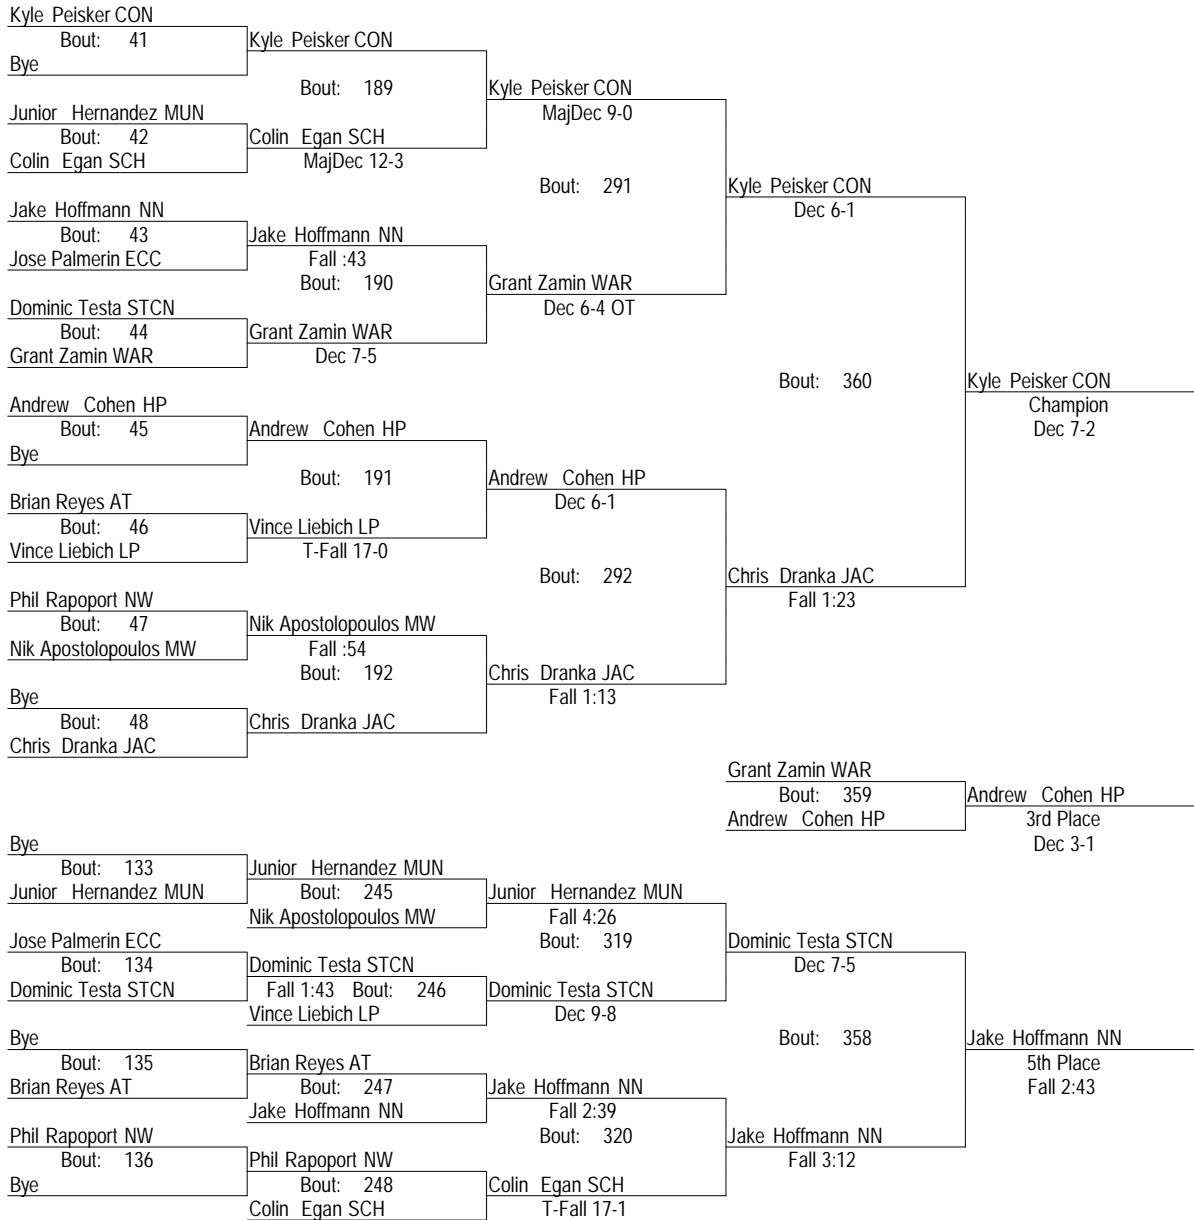 Kyle Peisker CON
Bout: 41
Kyle Peisker CON
Bye
Bout: 189
Kyle Peisker CON
Junior Hernandez MUN
MajDec 9-0
Bout: 42
Colin Egan SCH
Colin Egan SCH
MajDec 12-3
Bout: 291
Kyle Peisker CON
Jake Hoffmann NN
Dec 6-1
Bout: 43
Jake Hoffmann NN
Jose Palmerin ECC
Fall :43
Bout: 190
Grant Zamin WAR
Dominic Testa STCN
Dec 6-4 OT
Bout: 44
Grant Zamin WAR
Grant Zamin WAR
Dec 7-5
Bout: 360
Kyle Peisker CON
Andrew Cohen HP
Champion
Bout: 45
Andrew Cohen HP
Dec 7-2
Bye
Bout: 191
Andrew Cohen HP
Brian Reyes AT
Dec 6-1
Bout: 46
Vince Liebich LP
Vince Liebich LP
T-Fall 17-0
Bout: 292
Chris Dranka JAC
Phil Rapoport NW
Fall 1:23
Bout: 47
Nik Apostolopoulos MW
Nik Apostolopoulos MW
Fall :54
Bout: 192
Chris Dranka JAC
Bye
Fall 1:13
Bout: 48
Chris Dranka JAC
Chris Dranka JAC
Grant Zamin WAR
Bout: 359
Andrew Cohen HP
Andrew Cohen HP
3rd Place
Dec 3-1
Bye
Bout: 133
Junior Hernandez MUN
Junior Hernandez MUN
Bout: 245
Junior Hernandez MUN
Nik Apostolopoulos MW
Fall 4:26
Jose Palmerin ECC
Bout: 319
Dominic Testa STCN
Bout: 134
Dominic Testa STCN
Dec 7-5
Dominic Testa STCN
Fall 1:43 Bout: 246
Dominic Testa STCN
Vince Liebich LP
Dec 9-8
Bye
Bout: 358
Jake Hoffmann NN
Bout: 135
Brian Reyes AT
5th Place
Brian Reyes AT
Bout: 247
Jake Hoffmann NN
Fall 2:43
Jake Hoffmann NN
Fall 2:39
Phil Rapoport NW
Bout: 320
Jake Hoffmann NN
Bout: 136
Phil Rapoport NW
Fall 3:12
Bye
Bout: 248
Colin Egan SCH
Colin Egan SCH
T-Fall 17-1